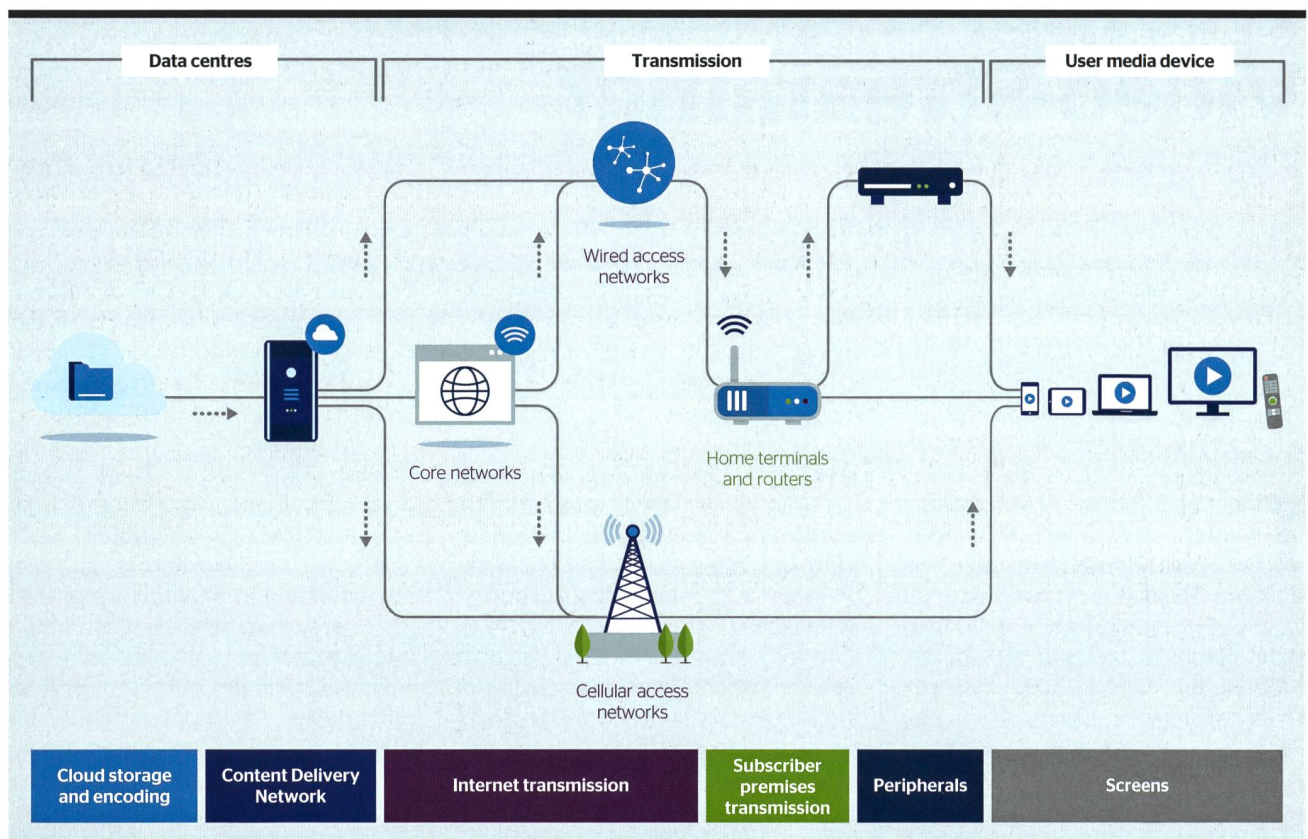 Data centres
Transmission
User media device
Wired access
networks
Core networks
Home terminals
and routers
Cellular access
networks
Cloud storage
and encoding
Content Delivery
Network
Internet transmission
Subscriber
premises
transmission
Peripherals
Screens